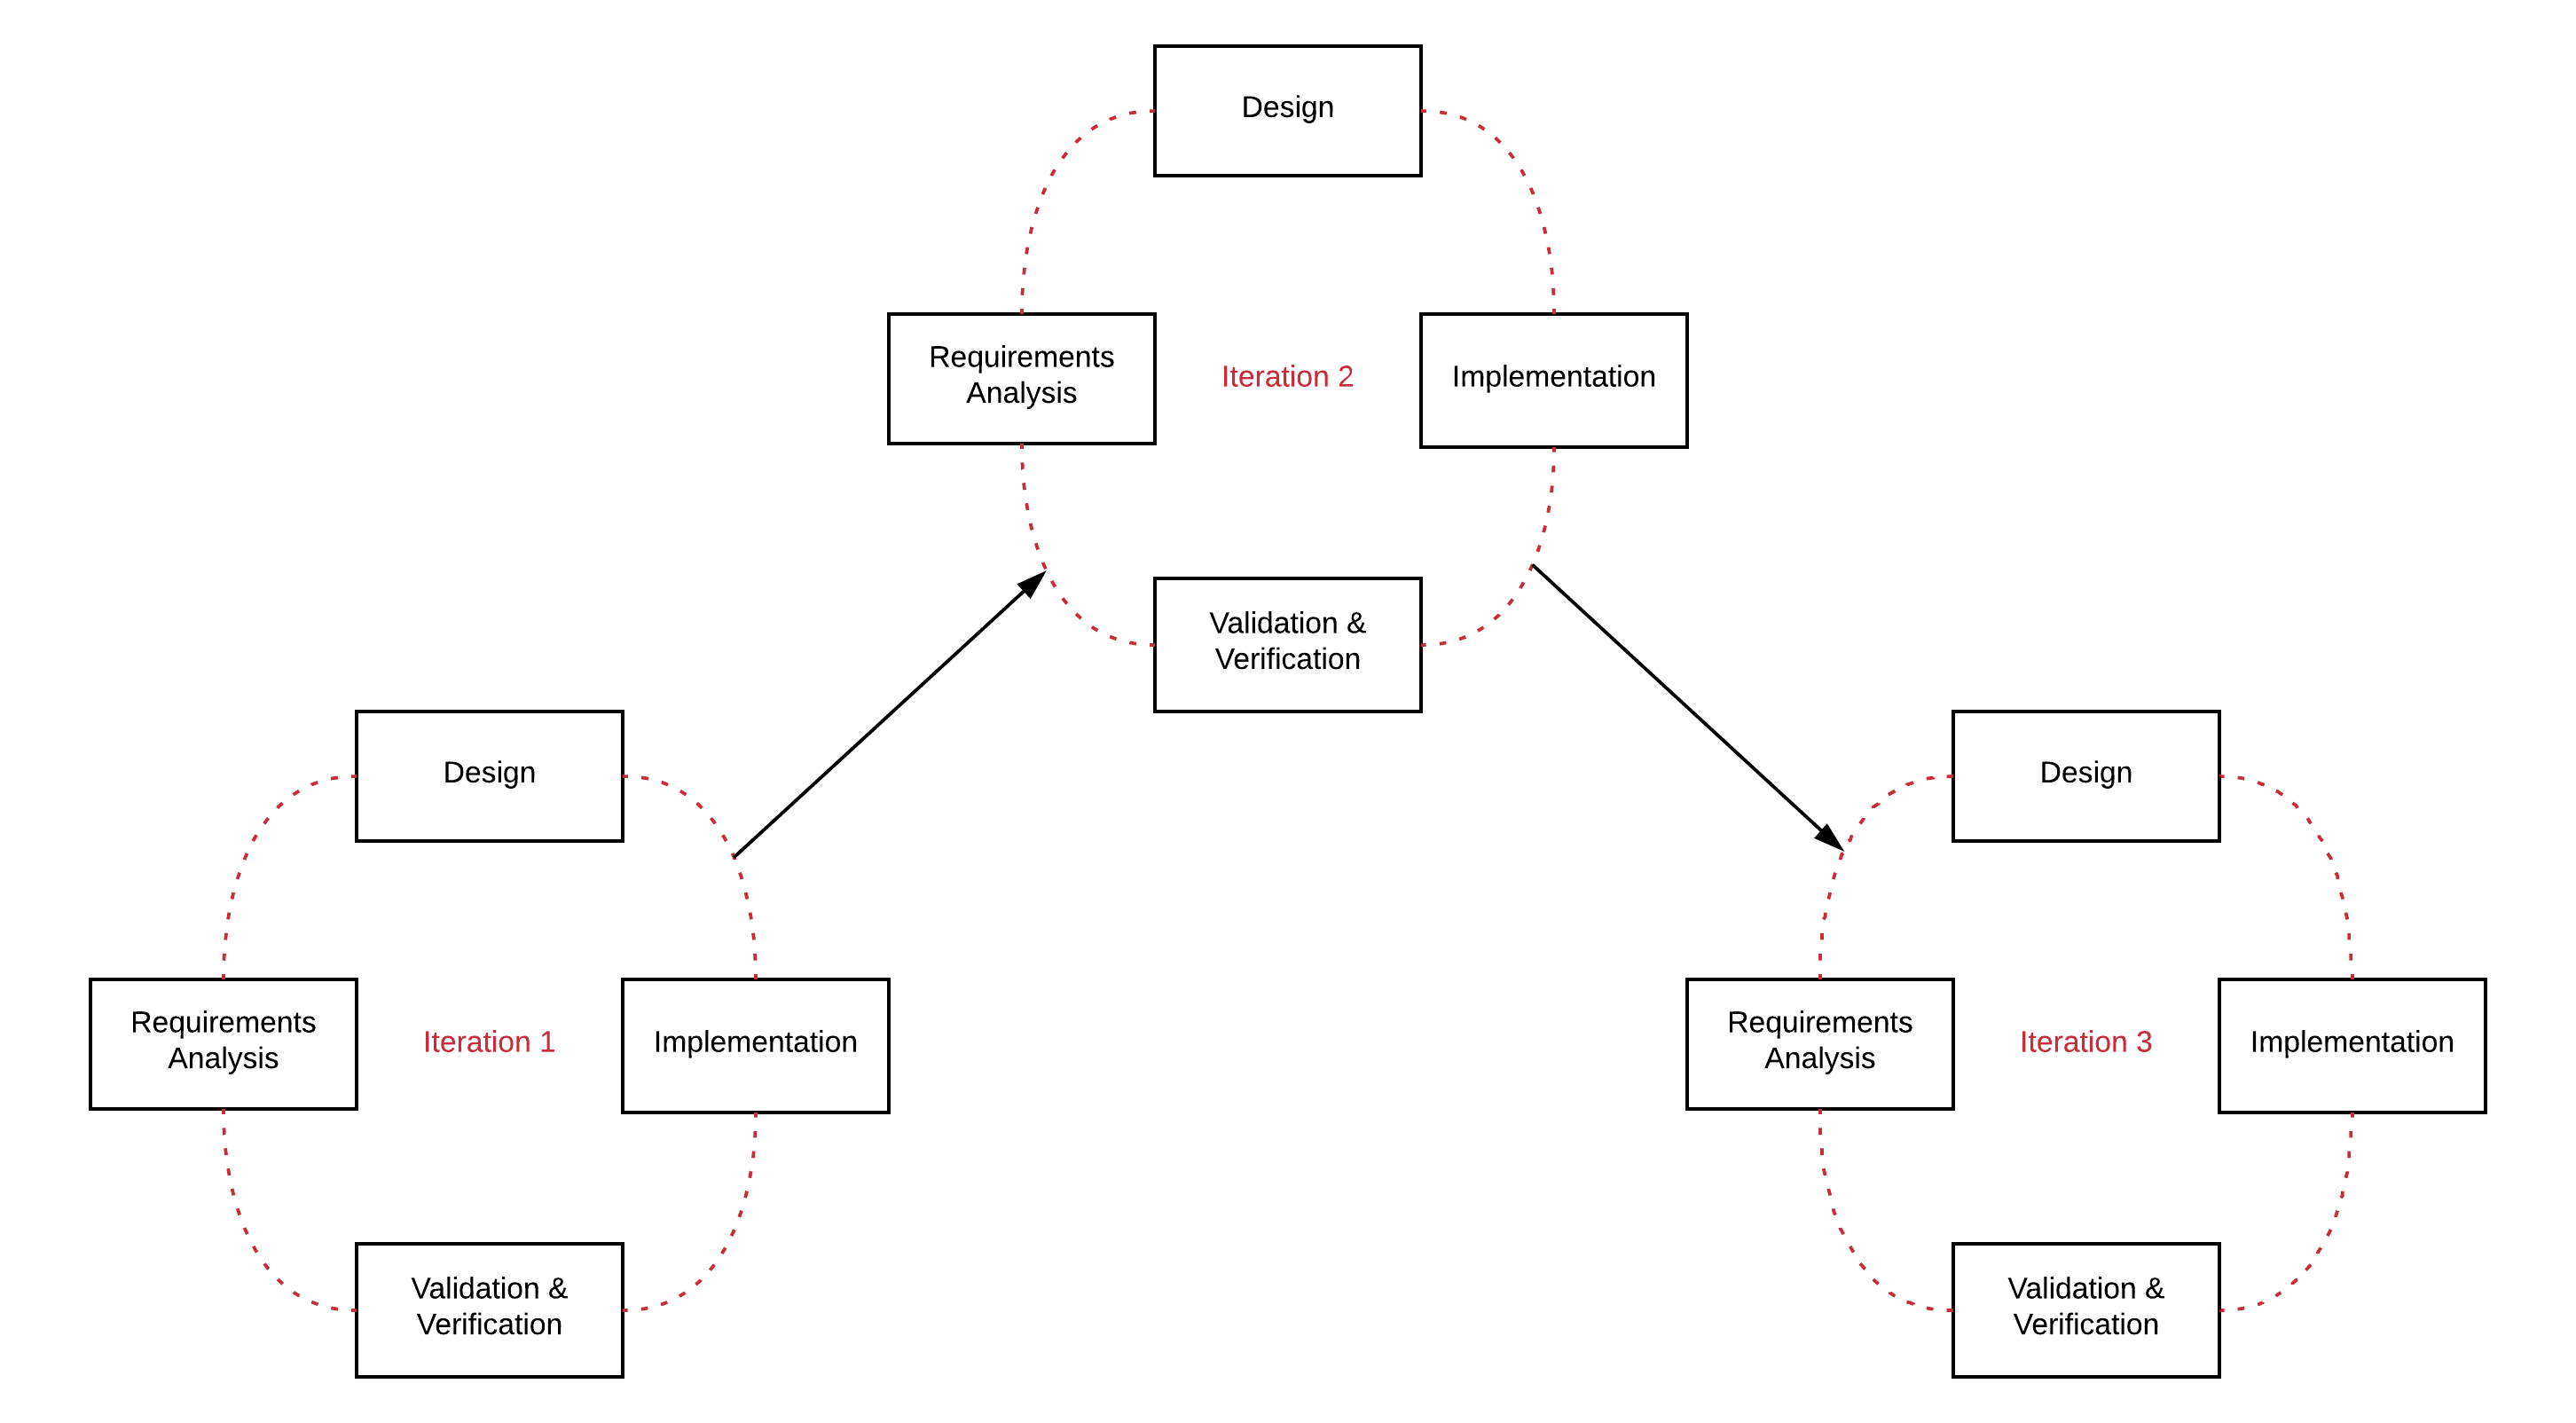 Design
Requirements
Analysis
Iteration 2
Implementation
Validation &
Verification
Design
Requirements
Analysis
Iteration 1
Implementation
Validation &
Verification
Design
Requirements
Analysis
Iteration 3
Implementation
Validation &
Verification